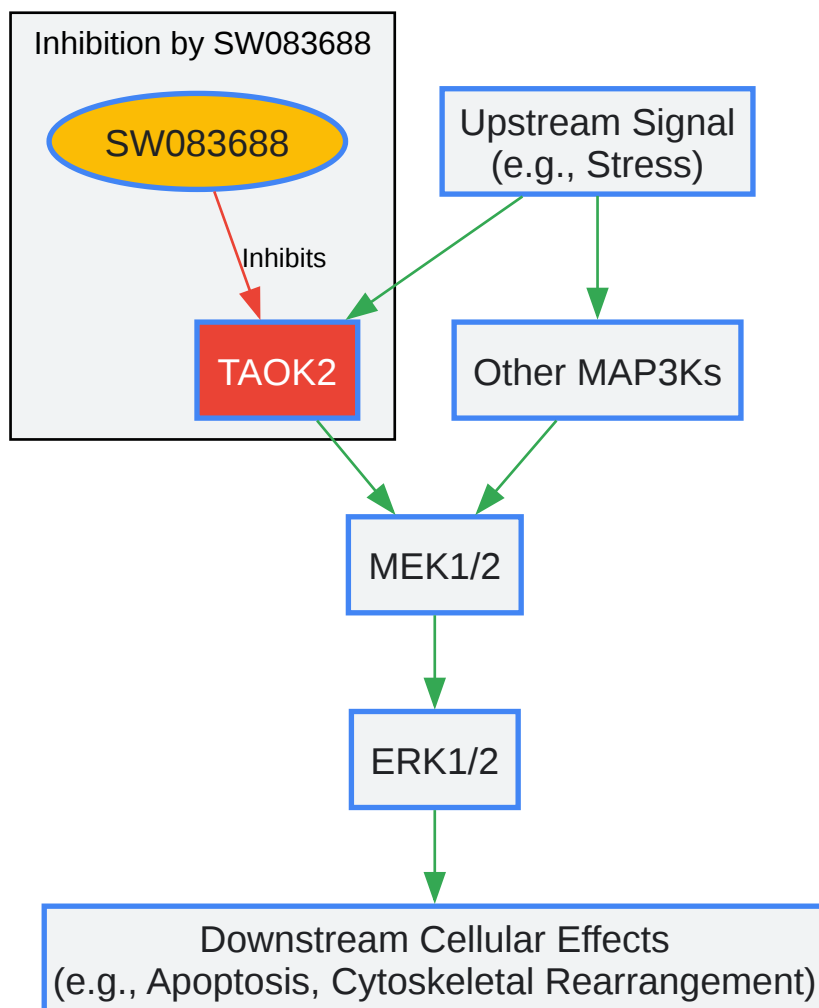 Inhibition by SW083688
SW083688
Upstream Signal
(e.g., Stress)
Inhibits
TAOK2
Other MAP3Ks
MEK1/2
ERK1/2
Downstream Cellular Effects
(e.g., Apoptosis, Cytoskeletal Rearrangement)